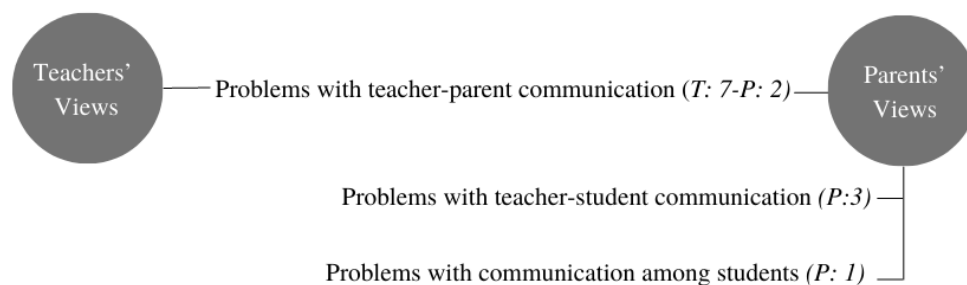 Teachers'
Views
Problems with teacher-parent communication (T: 7-P: 2)
Parents'
Views
Problems with teacher-student communication (P:3)
Problems with communication among students (P: 1)